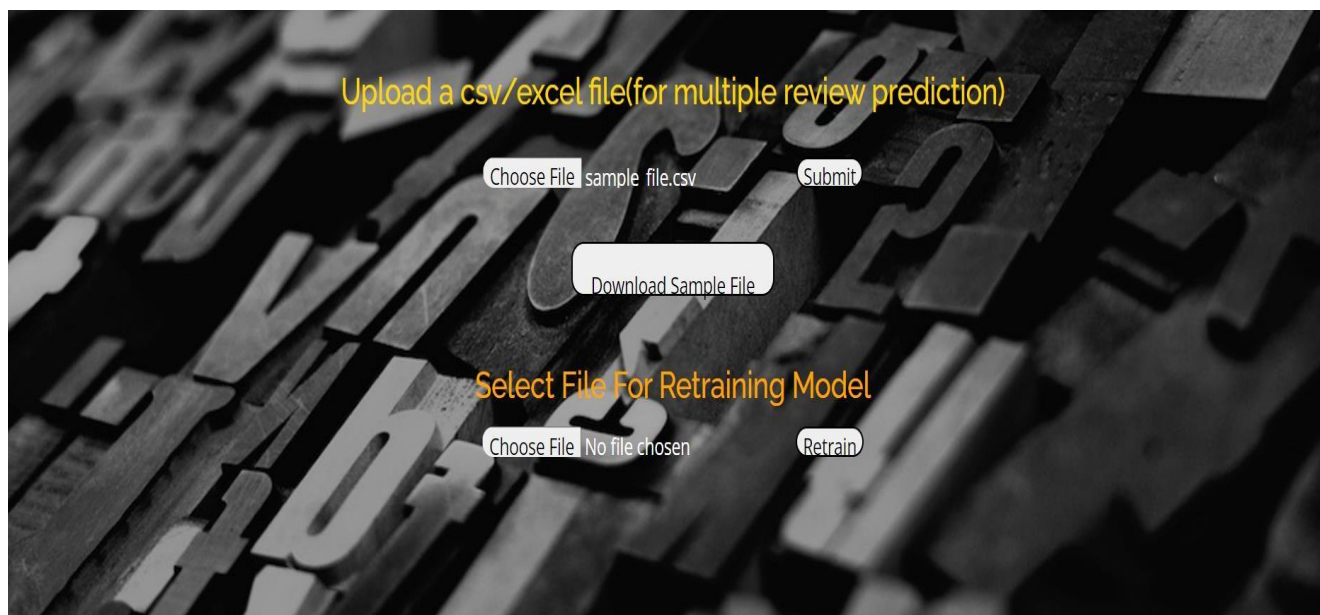 Upload a csv/excel file(for multiple review prediction)
Choose File sample file.csv Submit
Download Sample File
Select File For Retraining Model
Choose File No file chosen Retrain